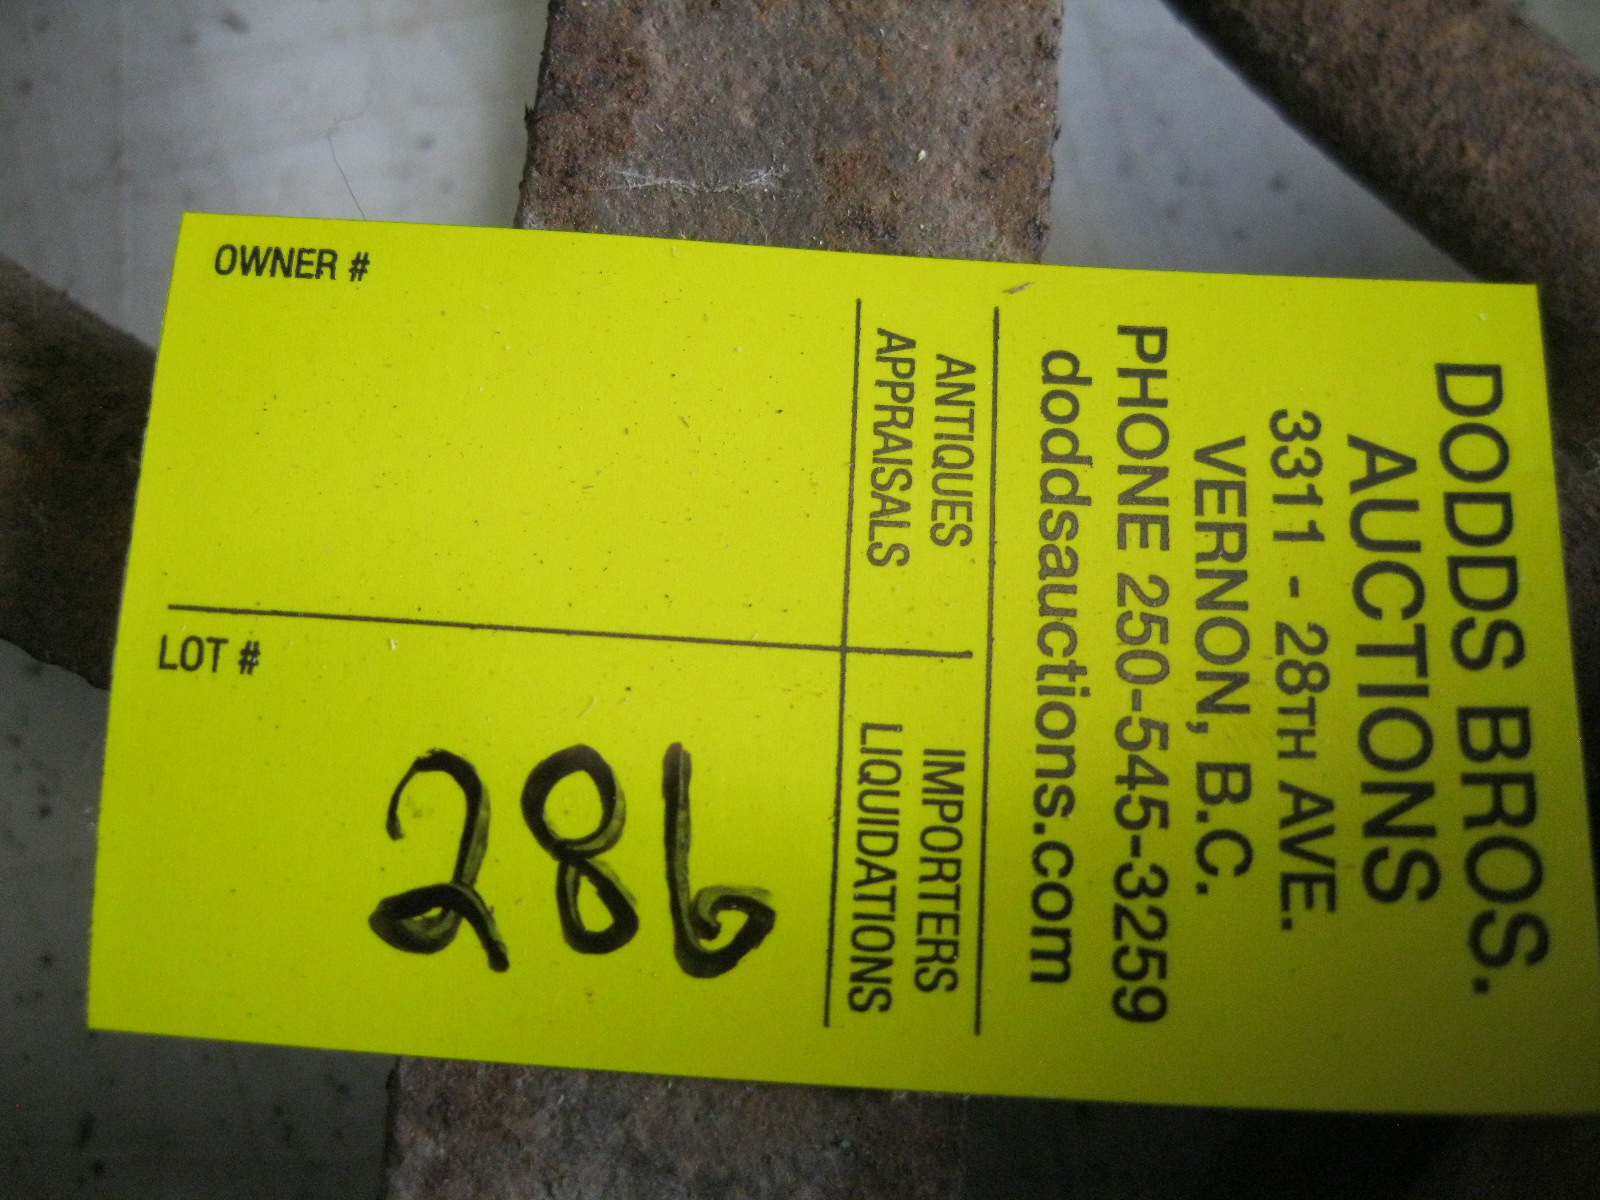 DODDS BROS.
AUCTIONS
3311 - 28TH AVE.
VERNON, B.C.
PHONE 250-545-3259
doddsauctions.com
ANTIQUES
APPRAISALS
IMPORTERS
LIQUIDATIONS
OWNER #
LOT #
286